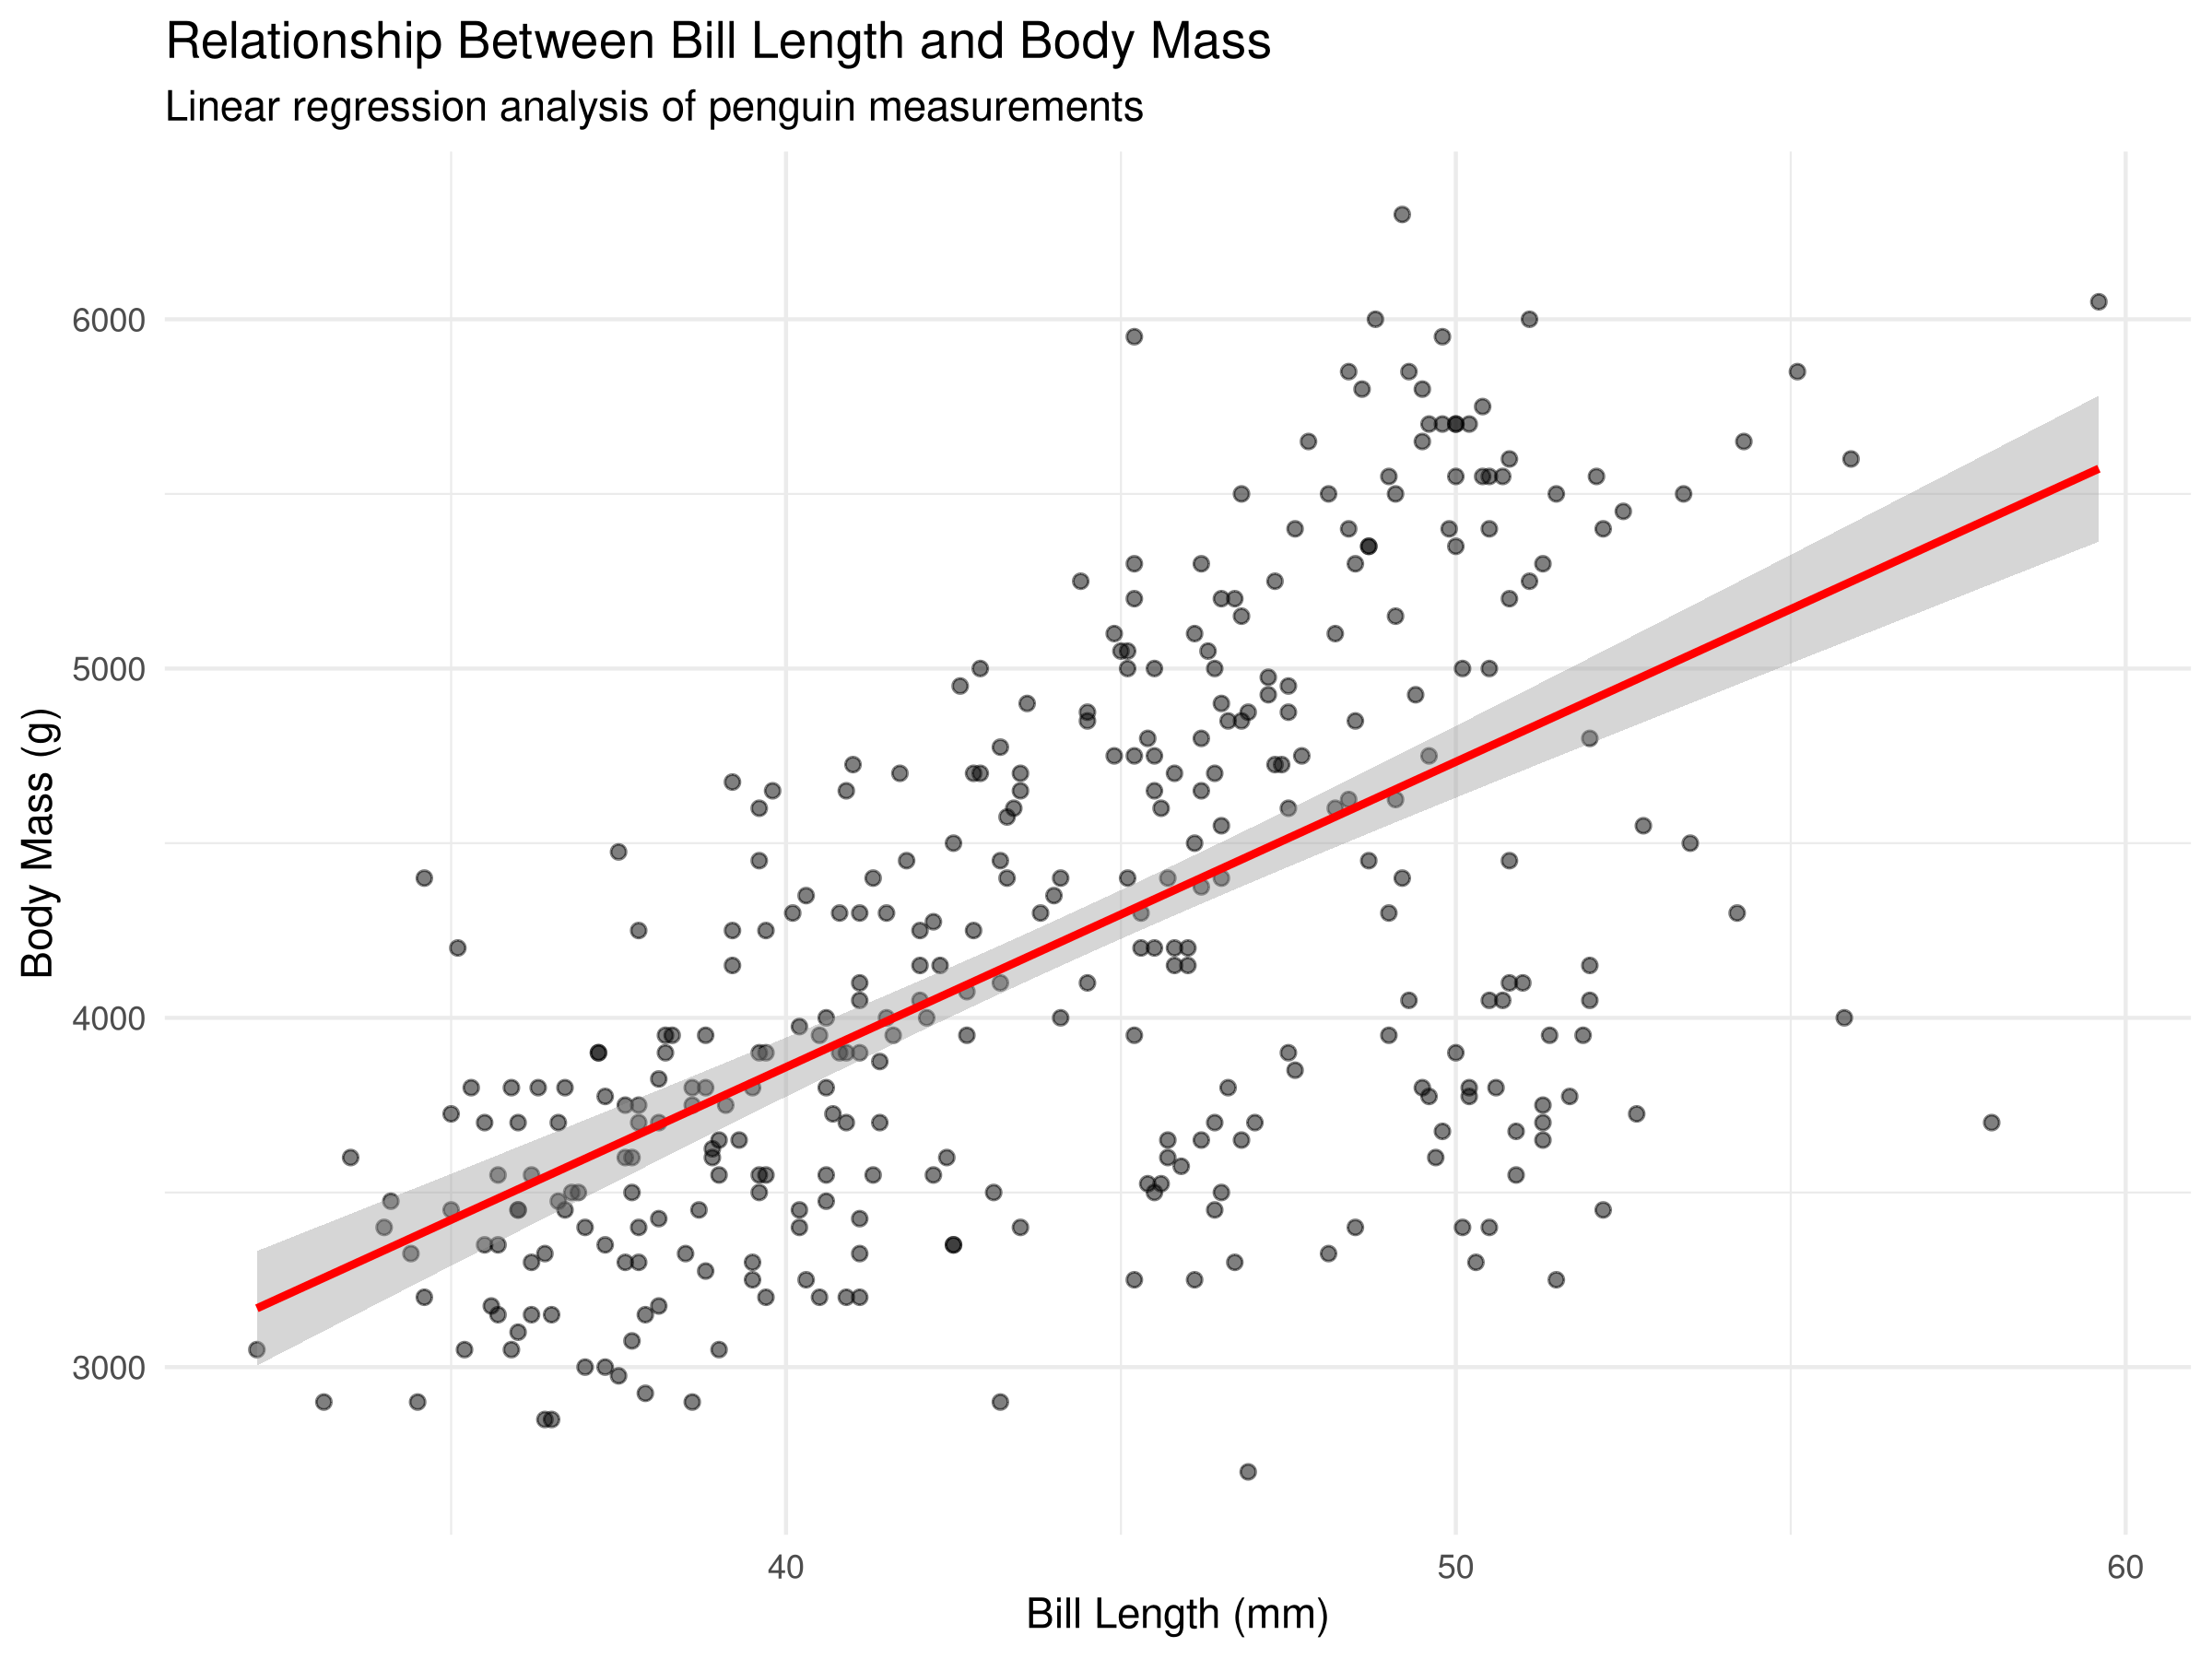 Relationship Between Bill Length and Body Mass
Linear regression analysis of penguin measurements
6000
5000
4000
3000
Body Mass (g)
40
50
60
Bill Length (mm)